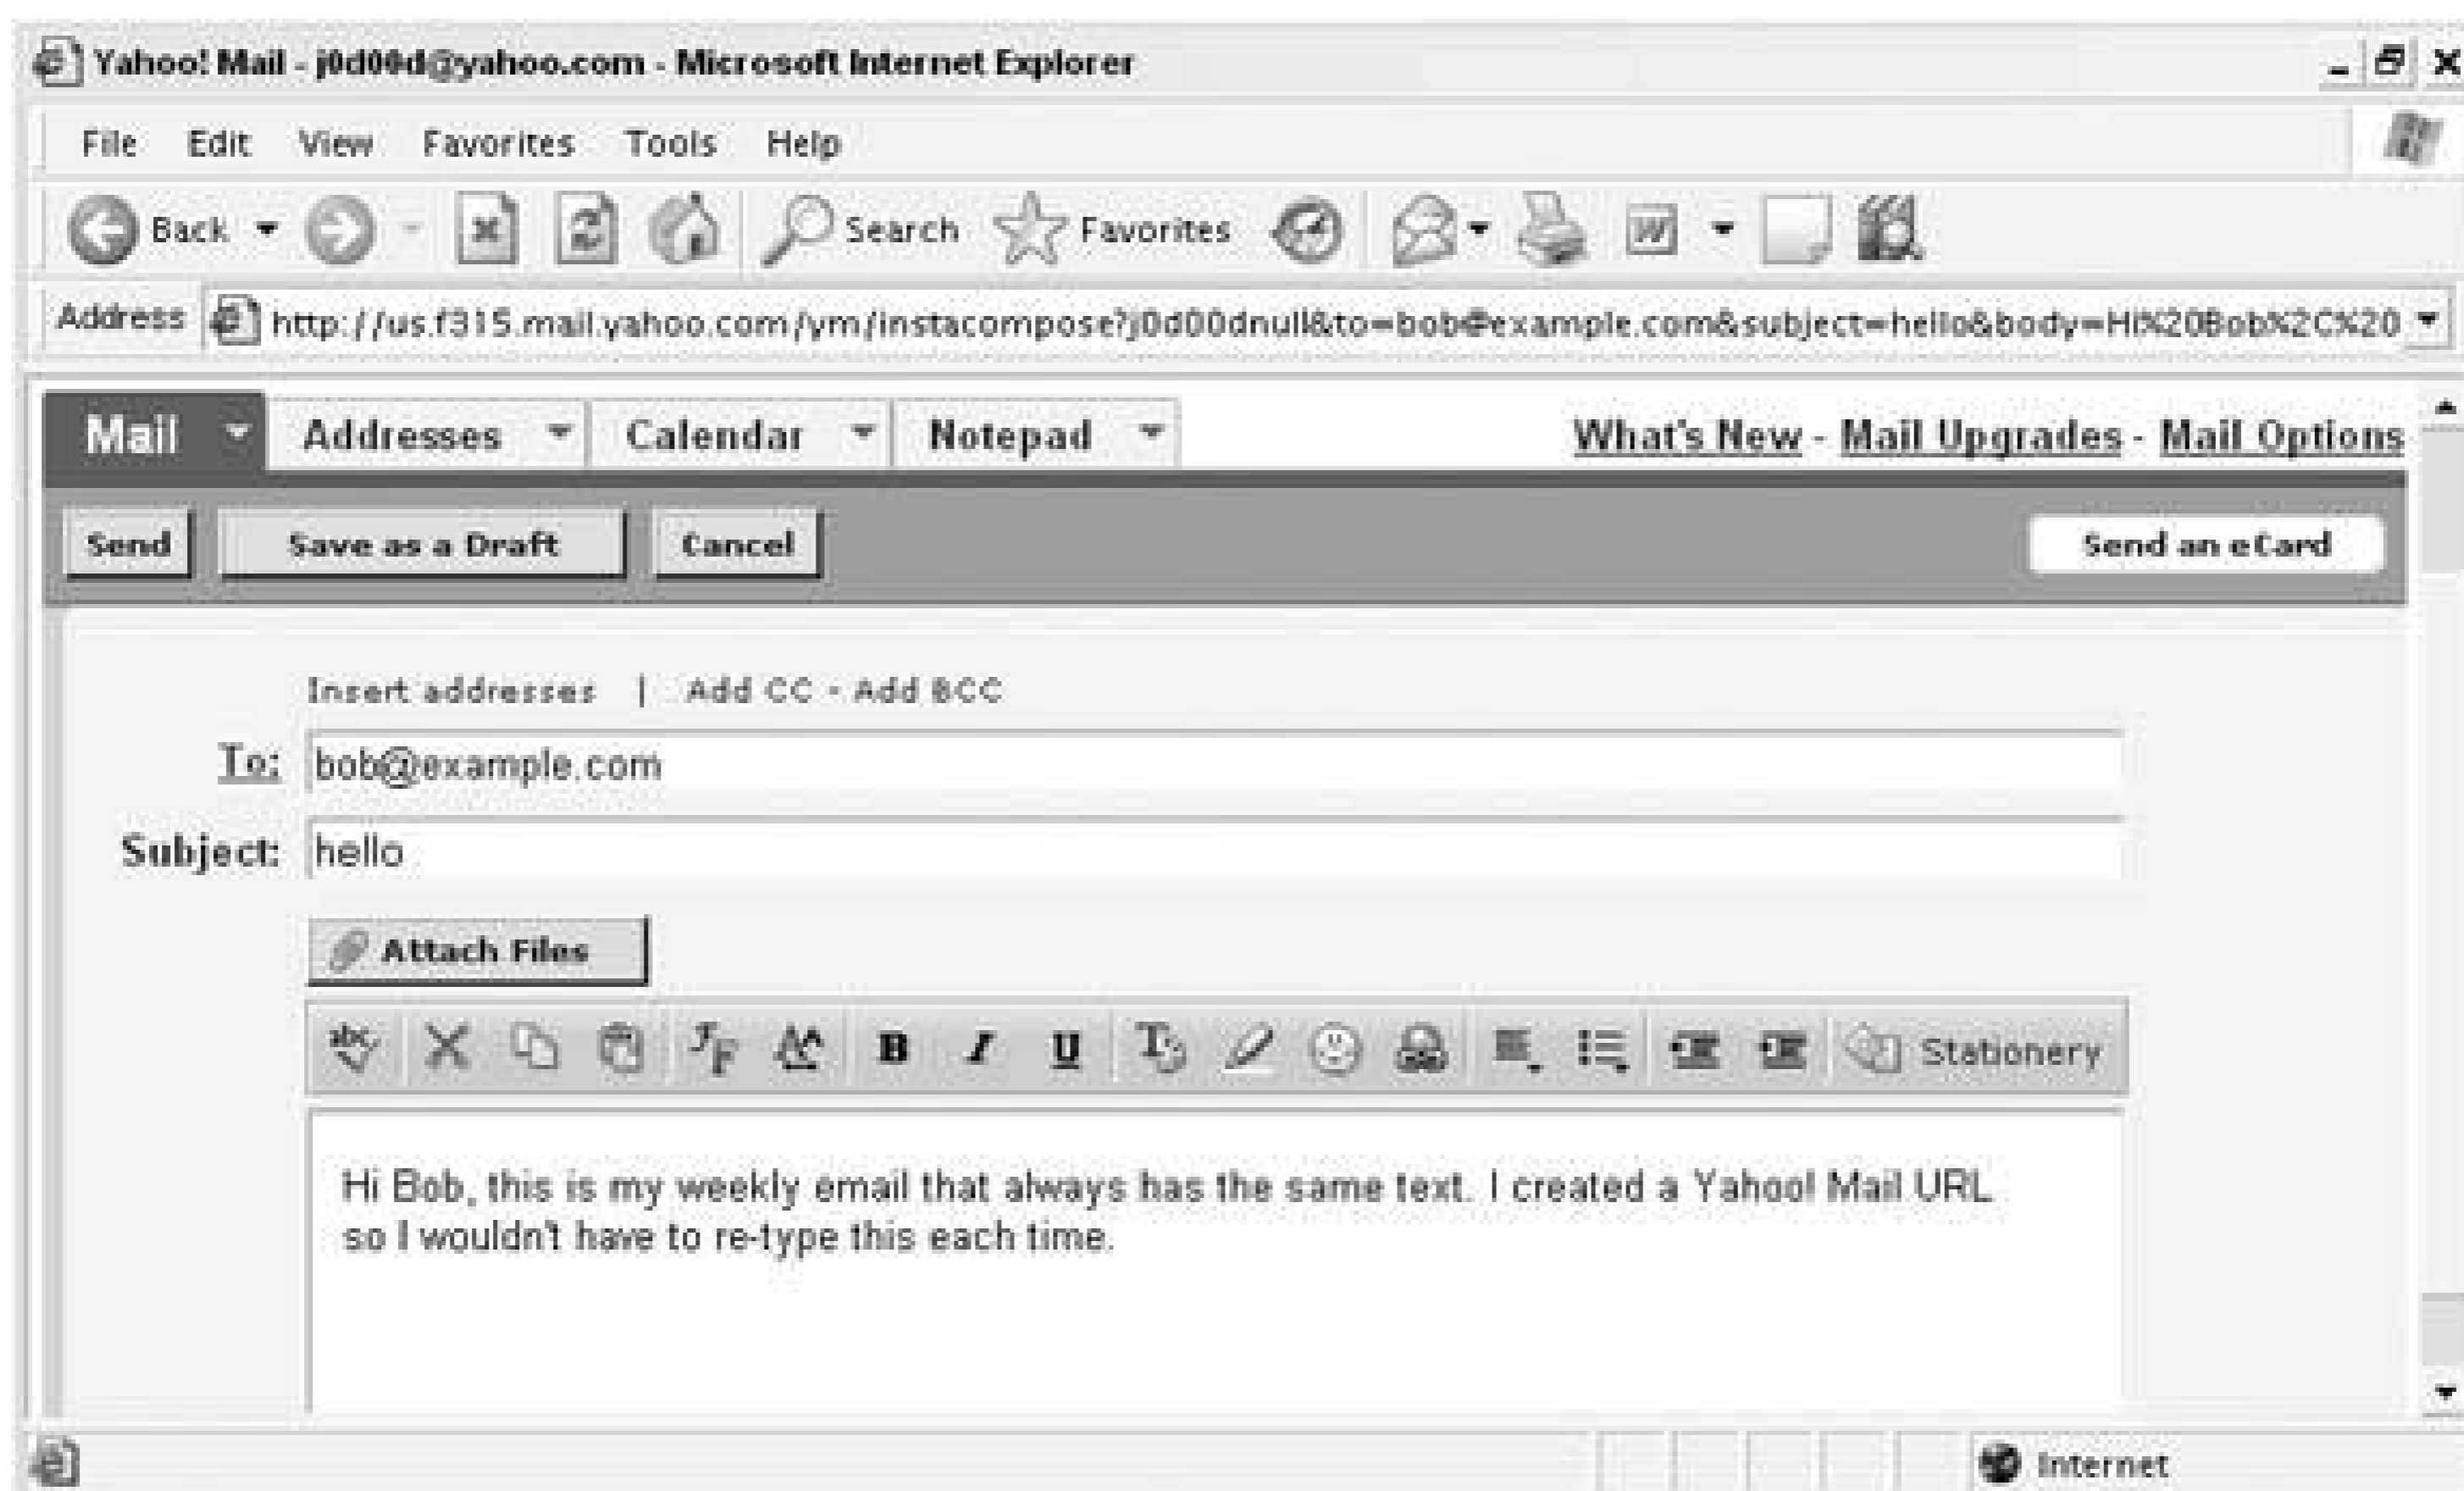 Yahoo! Mail - j0d00d@yahoo.com - Microsoft Internet Explorer
File Edit View Favorites Tools Help
Back Search Favorites
Address http://us.f315.mail.yahoo.com/ym/instacompose?j0d00dnull&to=bob@example.com&subject=hello&body=Hi%20Bob%2C%20
Mail Addresses Calendar Notepad What's New - Mail Upgrades - Mail Options
Send Save as a Draft Cancel Send an eCard
Insert addresses | Add CC - Add BCC
To: bob@example.com
Subject: hello
Attach Files
abc B I U Stationery
Hi Bob, this is my weekly email that always has the same text. I created a Yahoo! Mail URL
so I wouldn't have to re-type this each time.
Internet